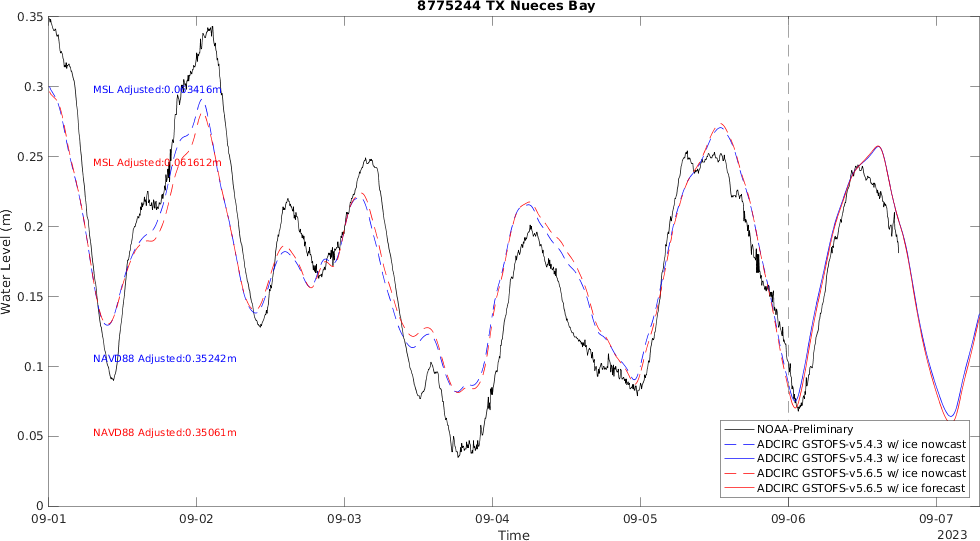 8775244 TX Nueces Bay
0.35
0.3
0.25
0.2
0.15
0.1
0.05
0
Water Level (m)
MSL Adjusted:0.063416m
MSL Adjusted:0.061612m
NAVD88 Adjusted:0.35242m
NAVD88 Adjusted:0.35061m
NOAA-Preliminary
ADCIRC GSTOFS-v5.4.3 w/ ice nowcast
ADCIRC GSTOFS-v5.4.3 w/ ice forecast
ADCIRC GSTOFS-v5.6.5 w/ ice nowcast
ADCIRC GSTOFS-v5.6.5 w/ ice forecast
09-01 09-02 09-03 09-04 09-05 09-06 09-07
Time
2023